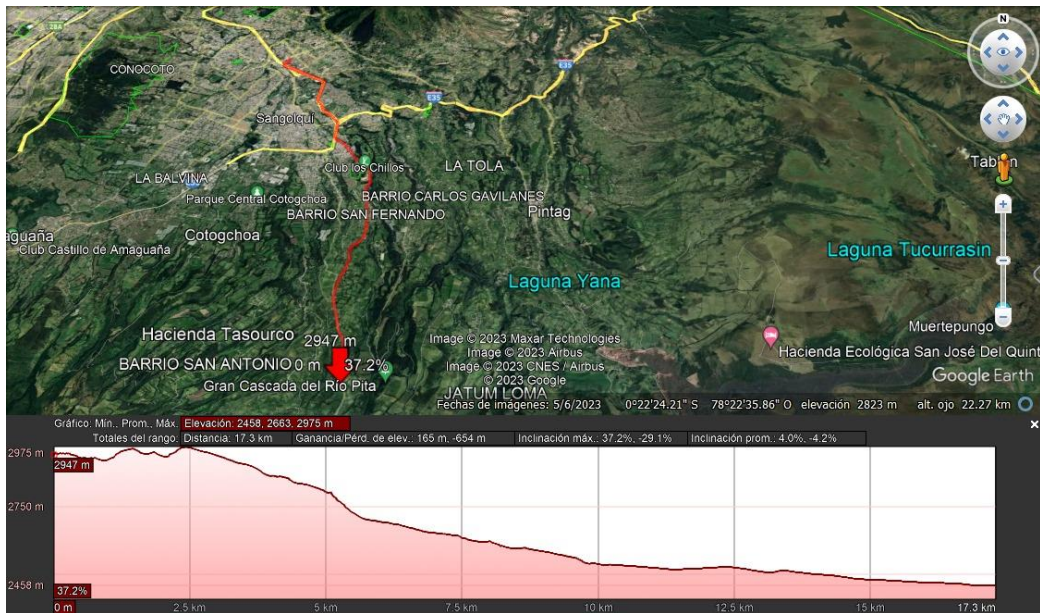 28A
N
CONOCOTO
E35
E35
Sangolquí
Club los Chillos
LA TOLA
Tablón
LA BALVINA
Parque Central Cotogchoa
BARRIO CARLOS GAVILANES
BARRIO SAN FERNANDO
Pintag
aguaña
Cotogchoa
Club Castillo de Amaguaña
Laguna Tucurrasin
Laguna Yana
Hacienda Tasourco
2947 m
Muertepungo
BARRIO SAN ANTONIO 0 m 37.2%
Gran Cascada del Río Pita
JATUM LOMA
Hacienda Ecológica San José Del Quint
Image © 2023 Maxar Technologies
Image © 2023 Airbus
Image © 2023 CNES / Airbus
© 2023 Google
Google Earth
Fechas de imágenes: 5/6/2023 0°22'24.21" S 78°22'35.86" O elevación 2823 m alt. ojo 22.27 km
Gráfico: Mín., Prom., Máx. Elevación: 2458, 2663, 2975 m
Totales del rango: Distancia: 17.3 km Ganancia/Pérd. de elev.: 165 m, -654 m Inclinación máx.: 37.2%, -29.1% Inclinación prom.: 4.0%, -4.2%
2975 m
2947 m
2750 m
2458 m
37.2%
0 m 2.5 km 5 km 7.5 km 10 km 12.5 km 15 km 17.3 km